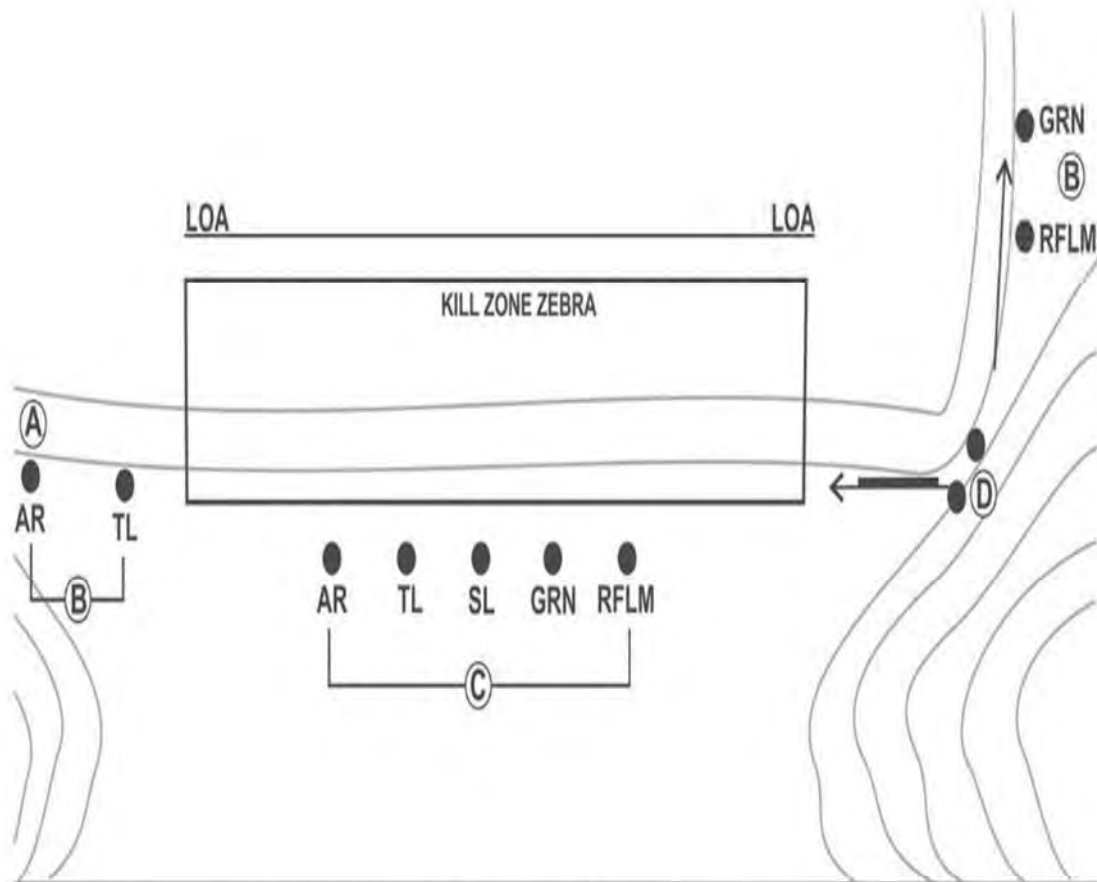 GRN
B
RFLM
LOA LOA
KILL ZONE ZEBRA
A
AR TL
B
D
AR TL SL GRN RFLM
C